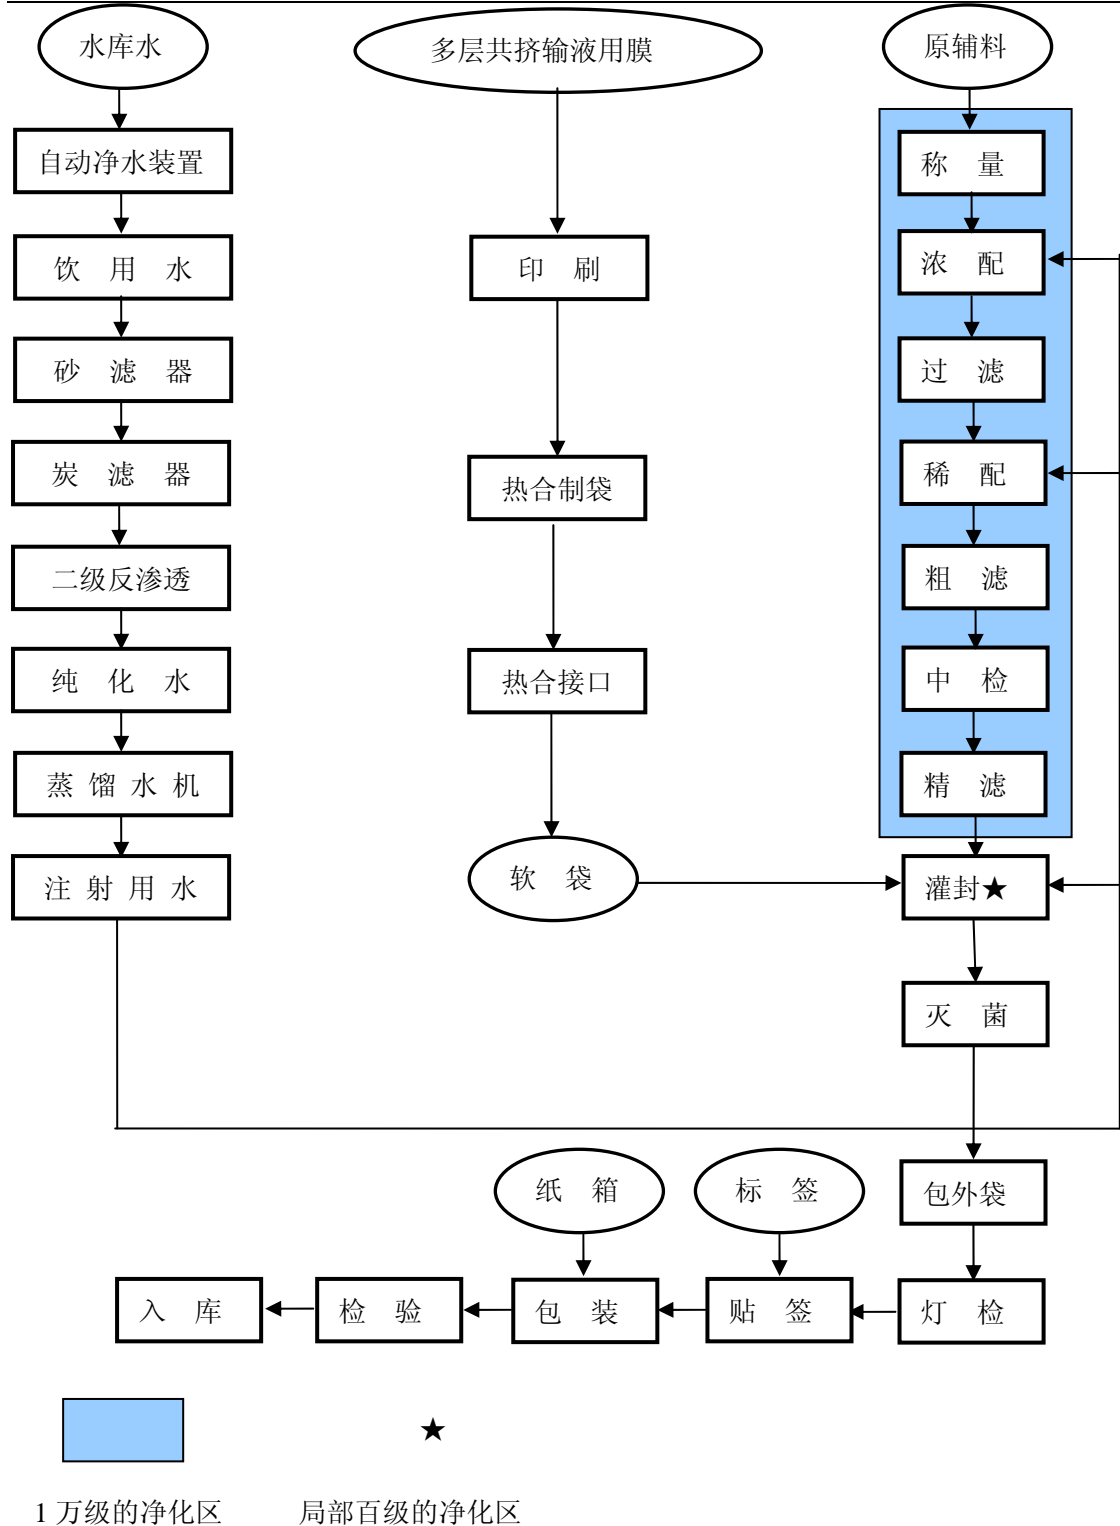 水库水
多层共挤输液用膜
原辅料
自动净水装置
称 量
饮 用 水
印 刷
浓 配
砂 滤 器
过 滤
炭 滤 器
热合制袋
稀 配
二级反渗透
粗 滤
纯 化 水
热合接口
中 检
蒸 馏 水 机
精 滤
注 射 用 水
软 袋
灌封★
灭 菌
纸 箱
标 签
包外袋
入 库
检 验
包 装
贴 签
灯 检
★
1 万级的净化区
局部百级的净化区